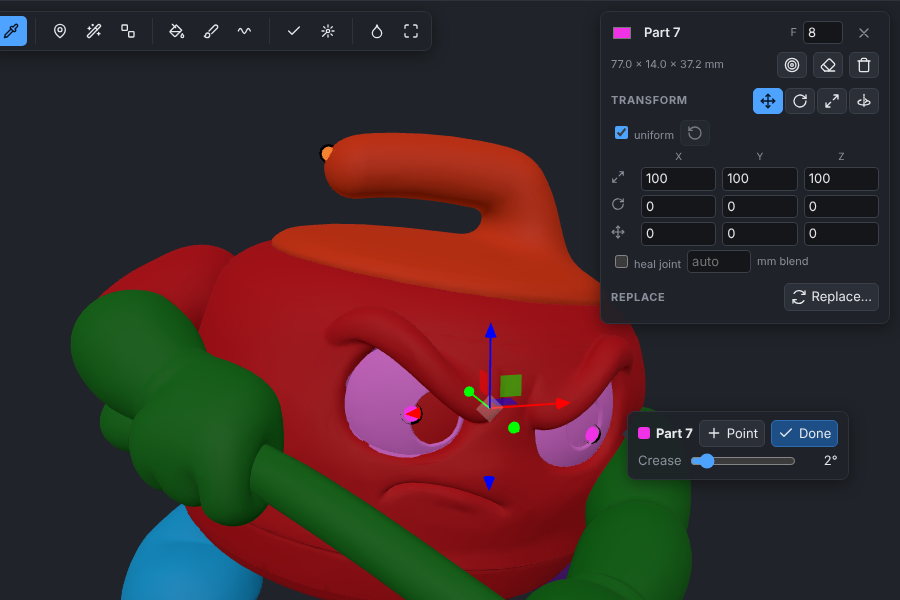 Part 7 F 8
77.0 × 14.0 × 37.2 mm
TRANSFORM
uniform
X Y Z
100 100 100
0 0 0
0 0 0
heal joint auto mm blend
REPLACE Replace...
Part 7 + Point Done
Crease 2°